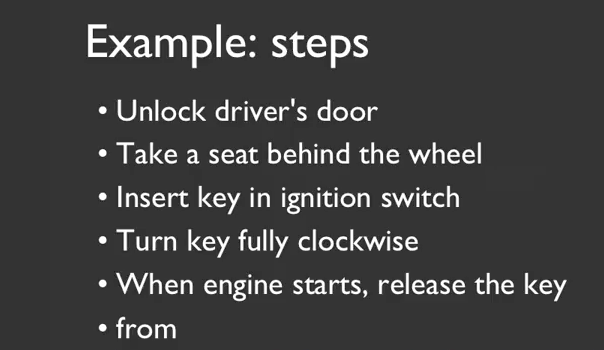 Example: steps
• Unlock driver's door
• Take a seat behind the wheel
• Insert key in ignition switch
• Turn key fully clockwise
• When engine starts, release the key
• from